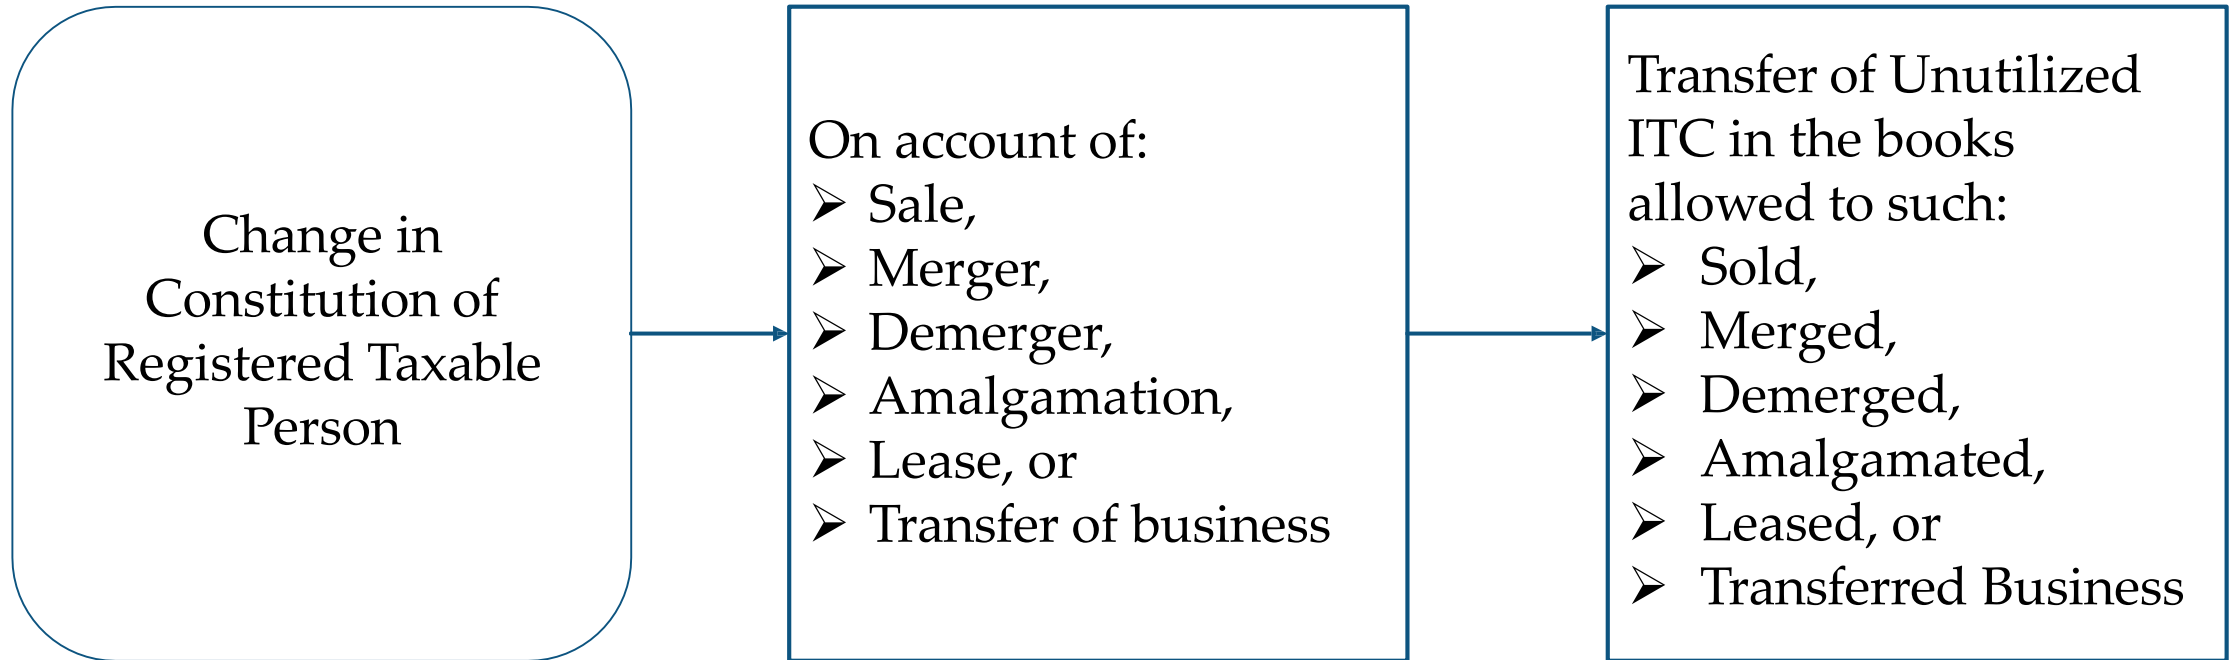 Change in
Constitution of
Registered Taxable
Person
On account of:
➢ Sale,
➢ Merger,
➢ Demerger,
➢ Amalgamation,
➢ Lease, or
➢ Transfer of business
Transfer of Unutilized
ITC in the books
allowed to such:
➢ Sold,
➢ Merged,
➢ Demerged,
➢ Amalgamated,
➢ Leased, or
➢ Transferred Business